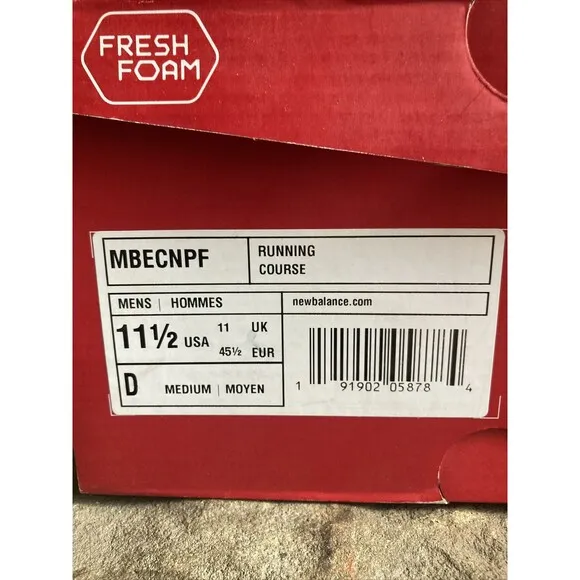 FRESH
FOAM
MBECNPF
RUNNING
COURSE
MENS | HOMMES
newbalance.com
11½ USA 11 UK
45½ EUR
D MEDIUM | MOYEN
1 91902 05878 4